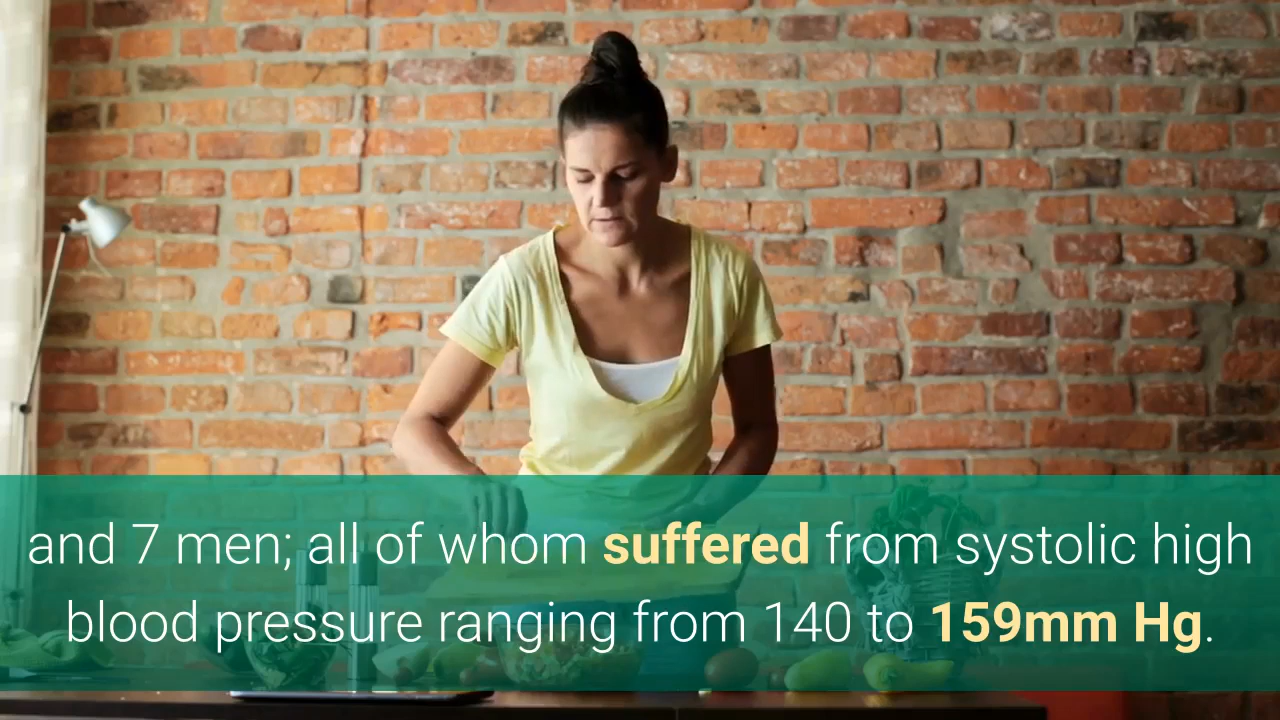 and 7 men; all of whom suffered from systolic high
blood pressure ranging from 140 to 159mm Hg.